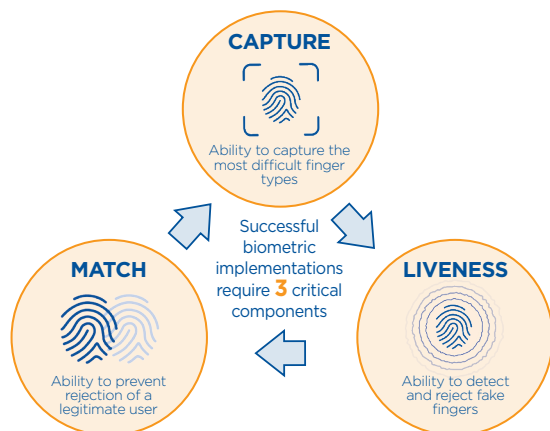 CAPTURE
Ability to capture the
most difficult finger
types
Successful
biometric
implementations
require 3 critical
components
MATCH
Ability to prevent
rejection of a
legitimate user
LIVENESS
Ability to detect
and reject fake
fingers